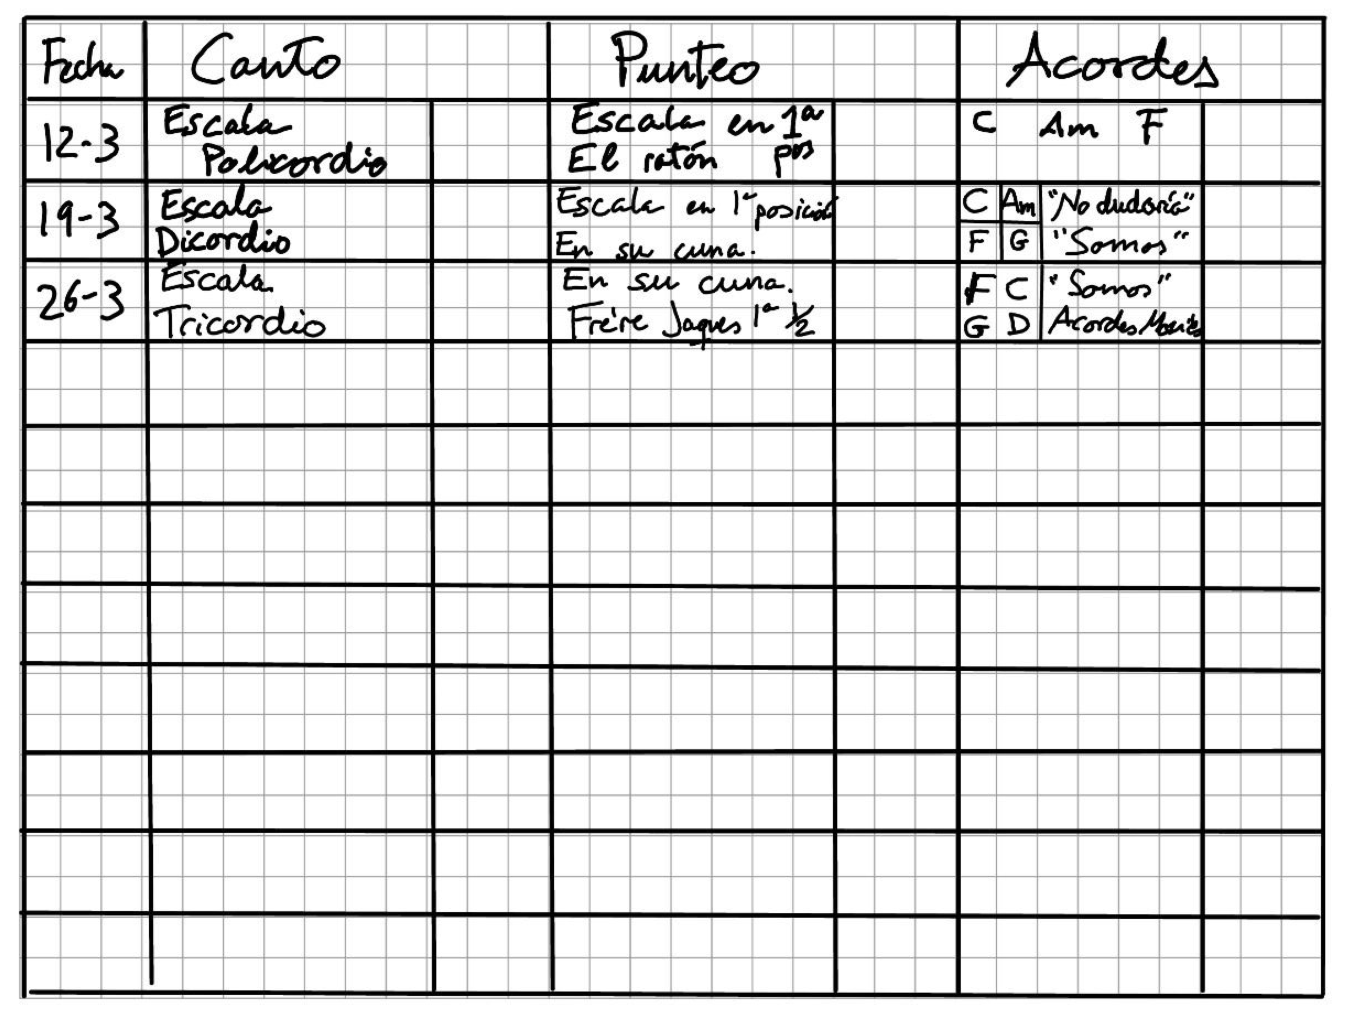 Fecha Canto Punteo Acordes
12-3 Escala Escala en 1ª pos C Am F
Policordio El ratón
19-3 Escala Escala en 1ª posición C Am "No dudaría"
Dicordio En su cuna. F G "Somos"
26-3 Escala En su cuna. F C "Somos"
Tricordio Freire Jaques 1ª ½ G D Acordes